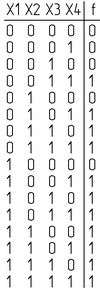 X1 X2 X3 X4 f
0 0 0 0 0
0 0 0 1 0
0 0 1 0 0
0 0 1 1 1
0 1 0 0 0
0 1 0 1 0
0 1 1 0 1
0 1 1 1 1
1 0 0 0 0
1 0 0 1 1
1 0 1 0 1
1 0 1 1 1
1 1 0 0 1
1 1 0 1 1
1 1 1 0 1
1 1 1 1 1